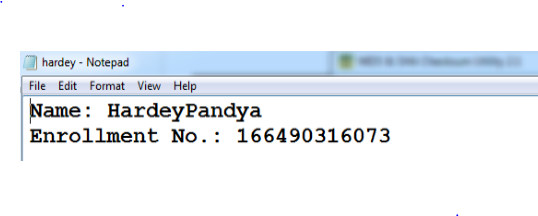 hardey - Notepad
File Edit Format View Help
Name: HardeyPandya
Enrollment No.: 166490316073